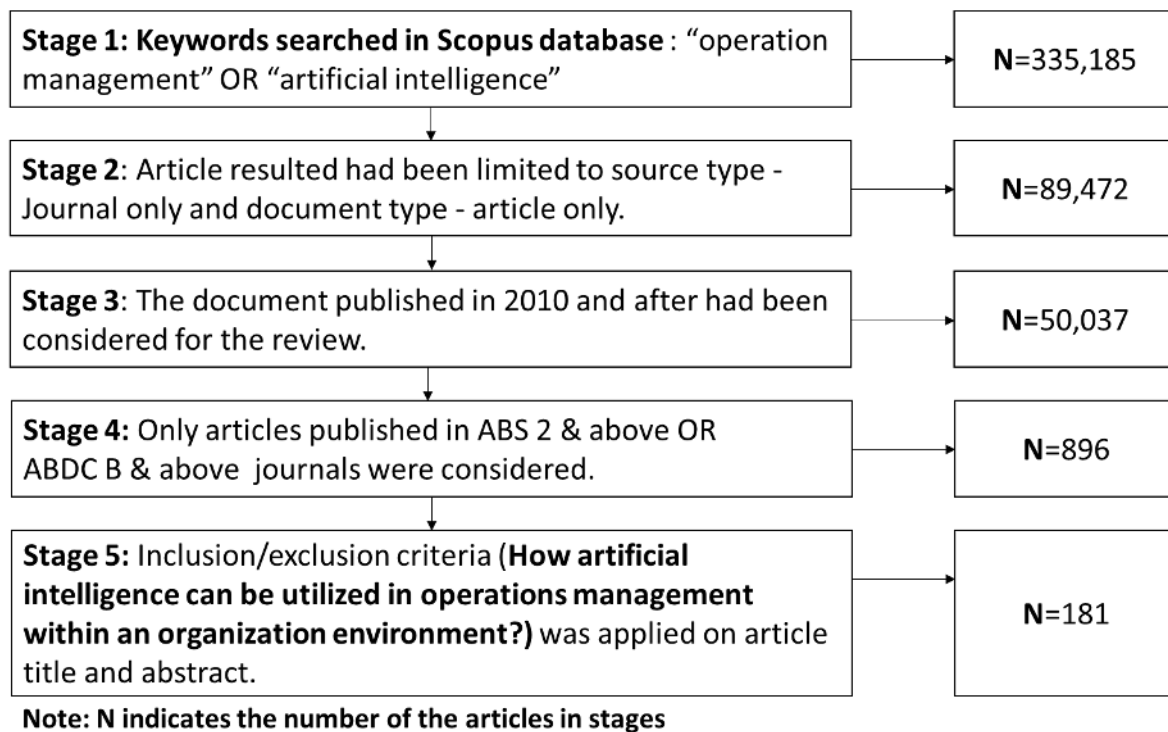 Stage 1: Keywords searched in Scopus database : “operation
management” OR “artificial intelligence”
N=335,185
Stage 2: Article resulted had been limited to source type -
Journal only and document type - article only.
N=89,472
Stage 3: The document published in 2010 and after had been
considered for the review.
N=50,037
Stage 4: Only articles published in ABS 2 & above OR
ABDC B & above journals were considered.
N=896
Stage 5: Inclusion/exclusion criteria (How artificial
intelligence can be utilized in operations management
within an organization environment?) was applied on article
title and abstract.
N=181
Note: N indicates the number of the articles in stages